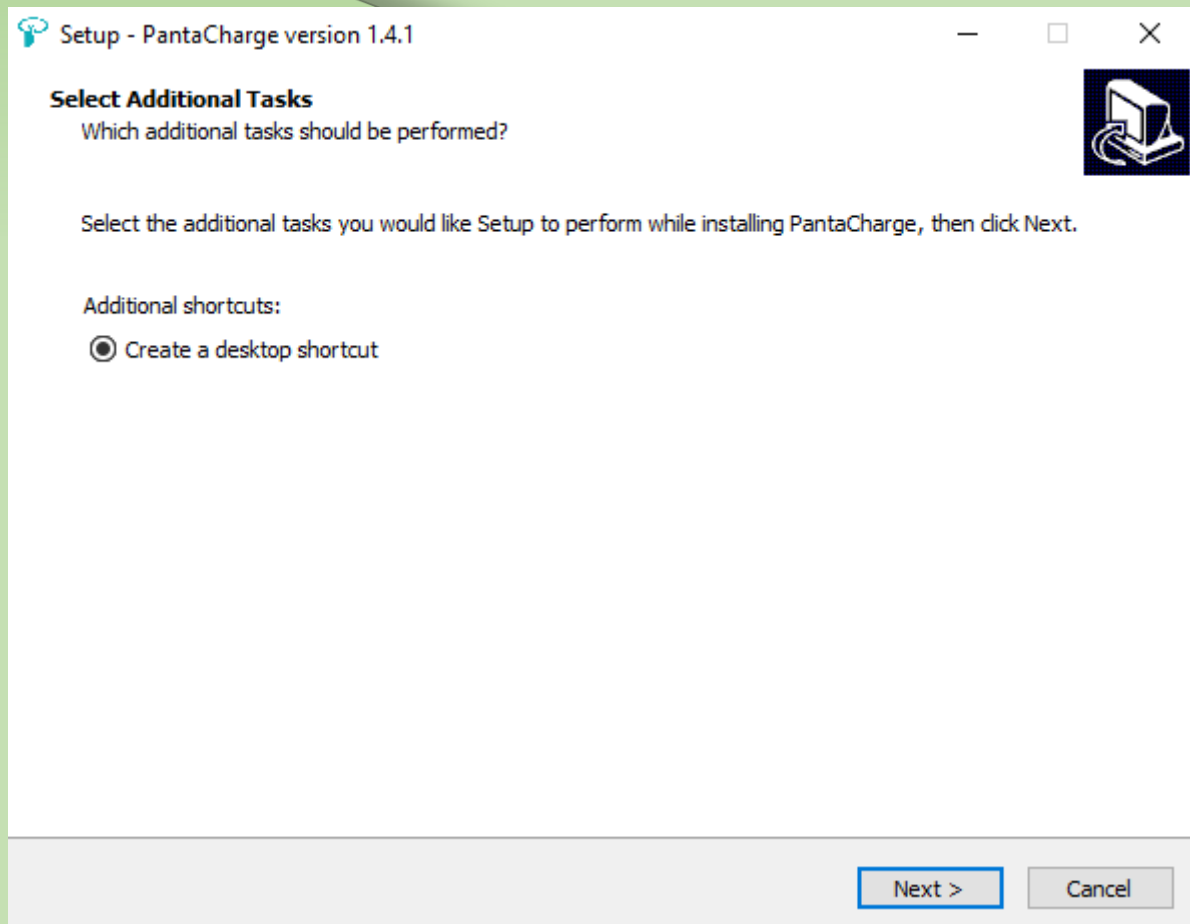 Setup - PantaCharge version 1.4.1
Select Additional Tasks
Which additional tasks should be performed?
Select the additional tasks you would like Setup to perform while installing PantaCharge, then click Next.
Additional shortcuts:
Create a desktop shortcut
Next >
Cancel